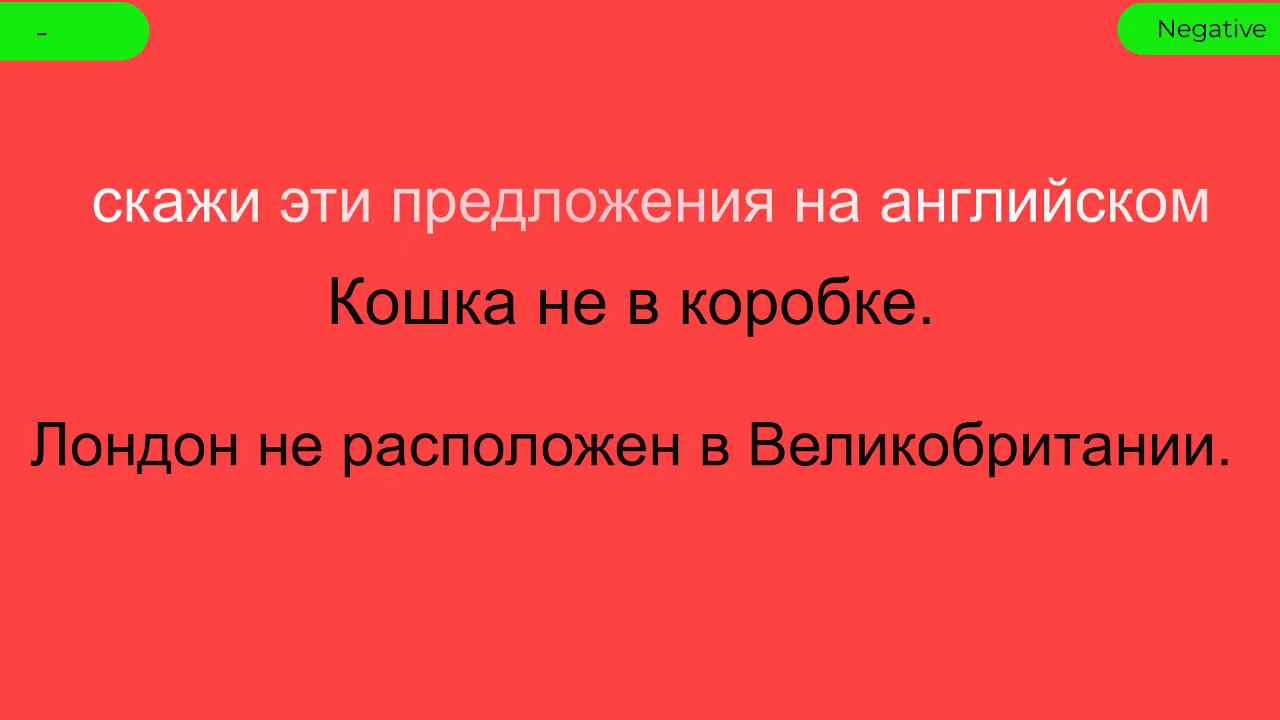 -
Negative
скажи эти предложения на английском
Кошка не в коробке.
Лондон не расположен в Великобритании.